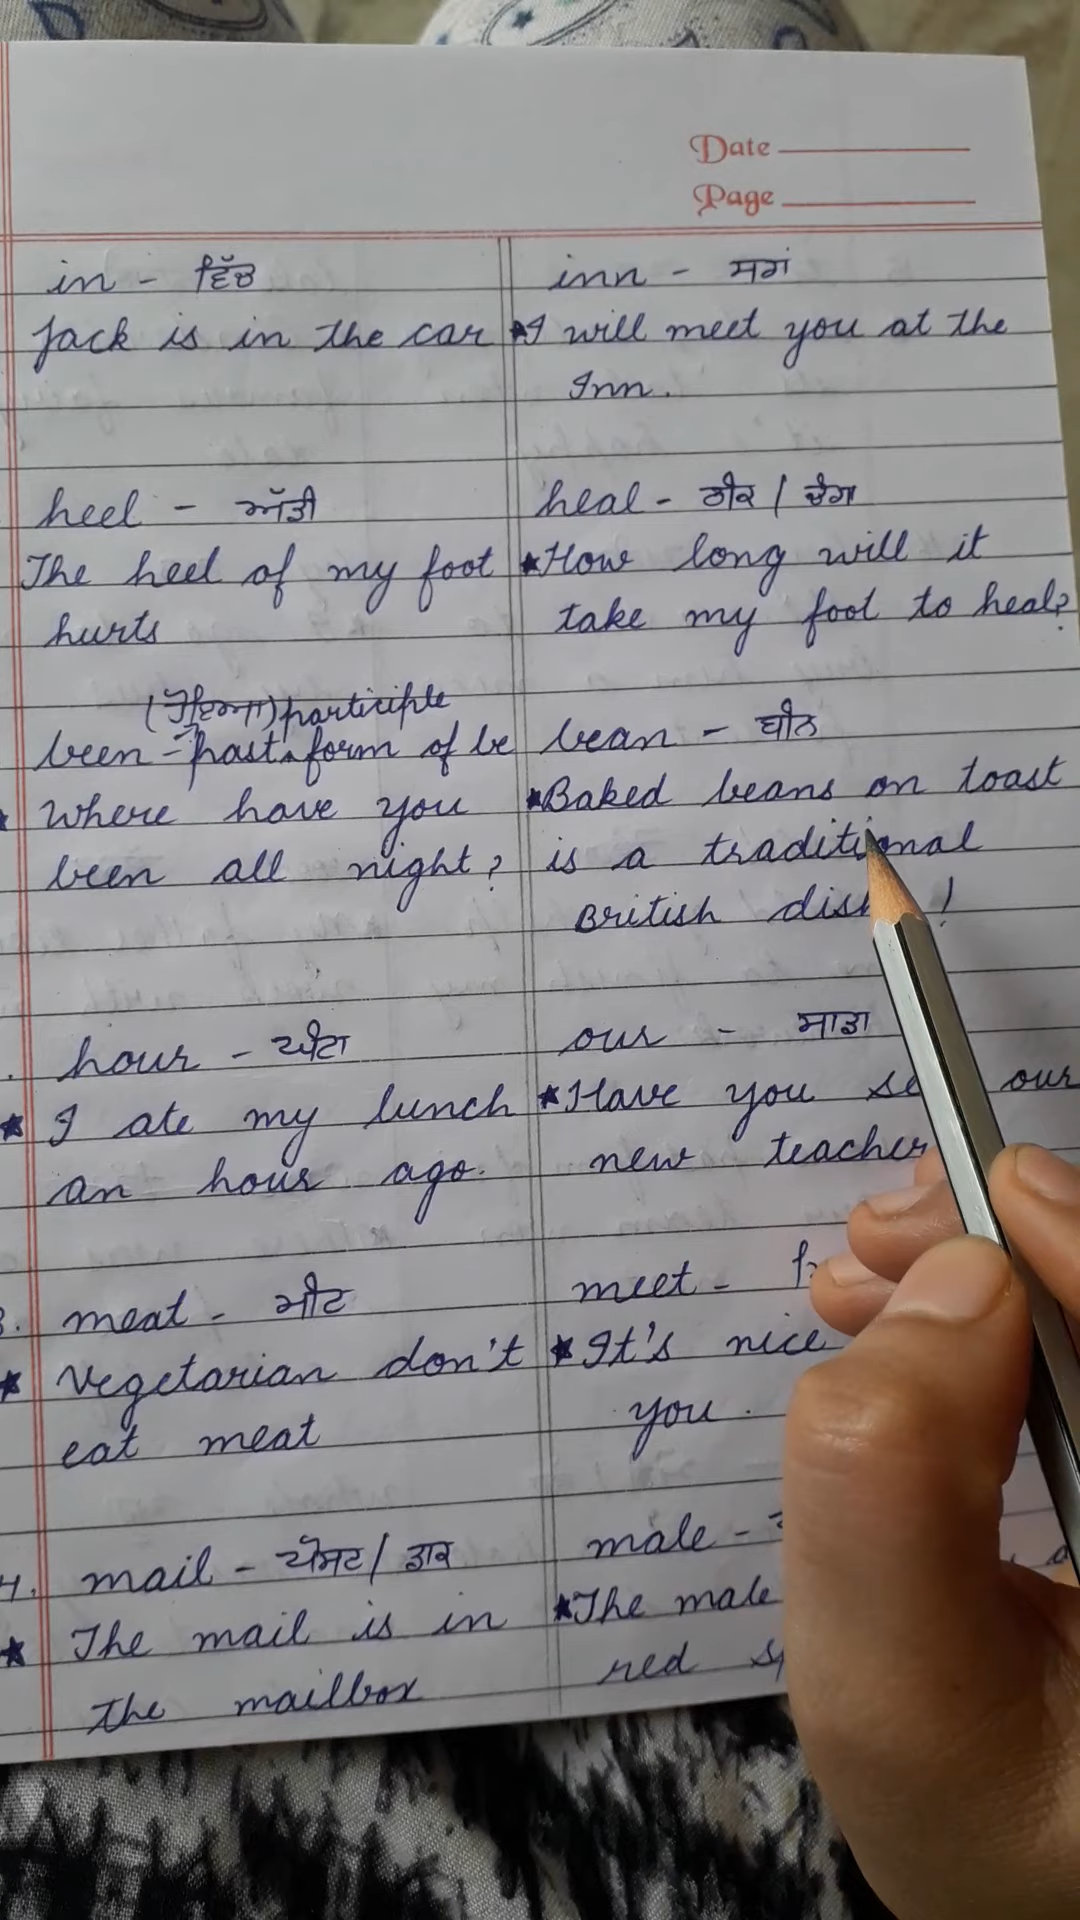 Date
Page
in - ਵਿੱਚ
Jack is in the car
inn - ਸਗਂ
★I will meet you at the
Inn.
heel - ਅੱਡੀ
The heel of my foot
hurts
heal - ਠੀਕ / ਚੰਗਾ
★How long will it
take my foot to heal?
participle
been - past form of be
★ Where have you
been all night?
bean - ਬੀਨ
★Baked beans on toast
is a traditional
British dish !
hour - ਘੰਟਾ
★ I ate my lunch
an hour ago.
our - ਸਾਡਾ
★Have you our
new teacher
3. meat - ਮੀਟ
★ Vegetarian don't
eat meat
meet -
★It's nice
you.
4. mail - ਪੋਸਟ / ਡਾਕ
★ The mail is in
the mailbox
male -
★The male
red